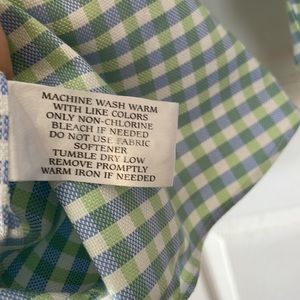 MACHINE WASH WARM
WITH LIKE COLORS
ONLY NON-CHLORINE
BLEACH IF NEEDED
DO NOT USE FABRIC
SOFTENER
TUMBLE DRY LOW
REMOVE PROMPTLY
WARM IRON IF NEEDED